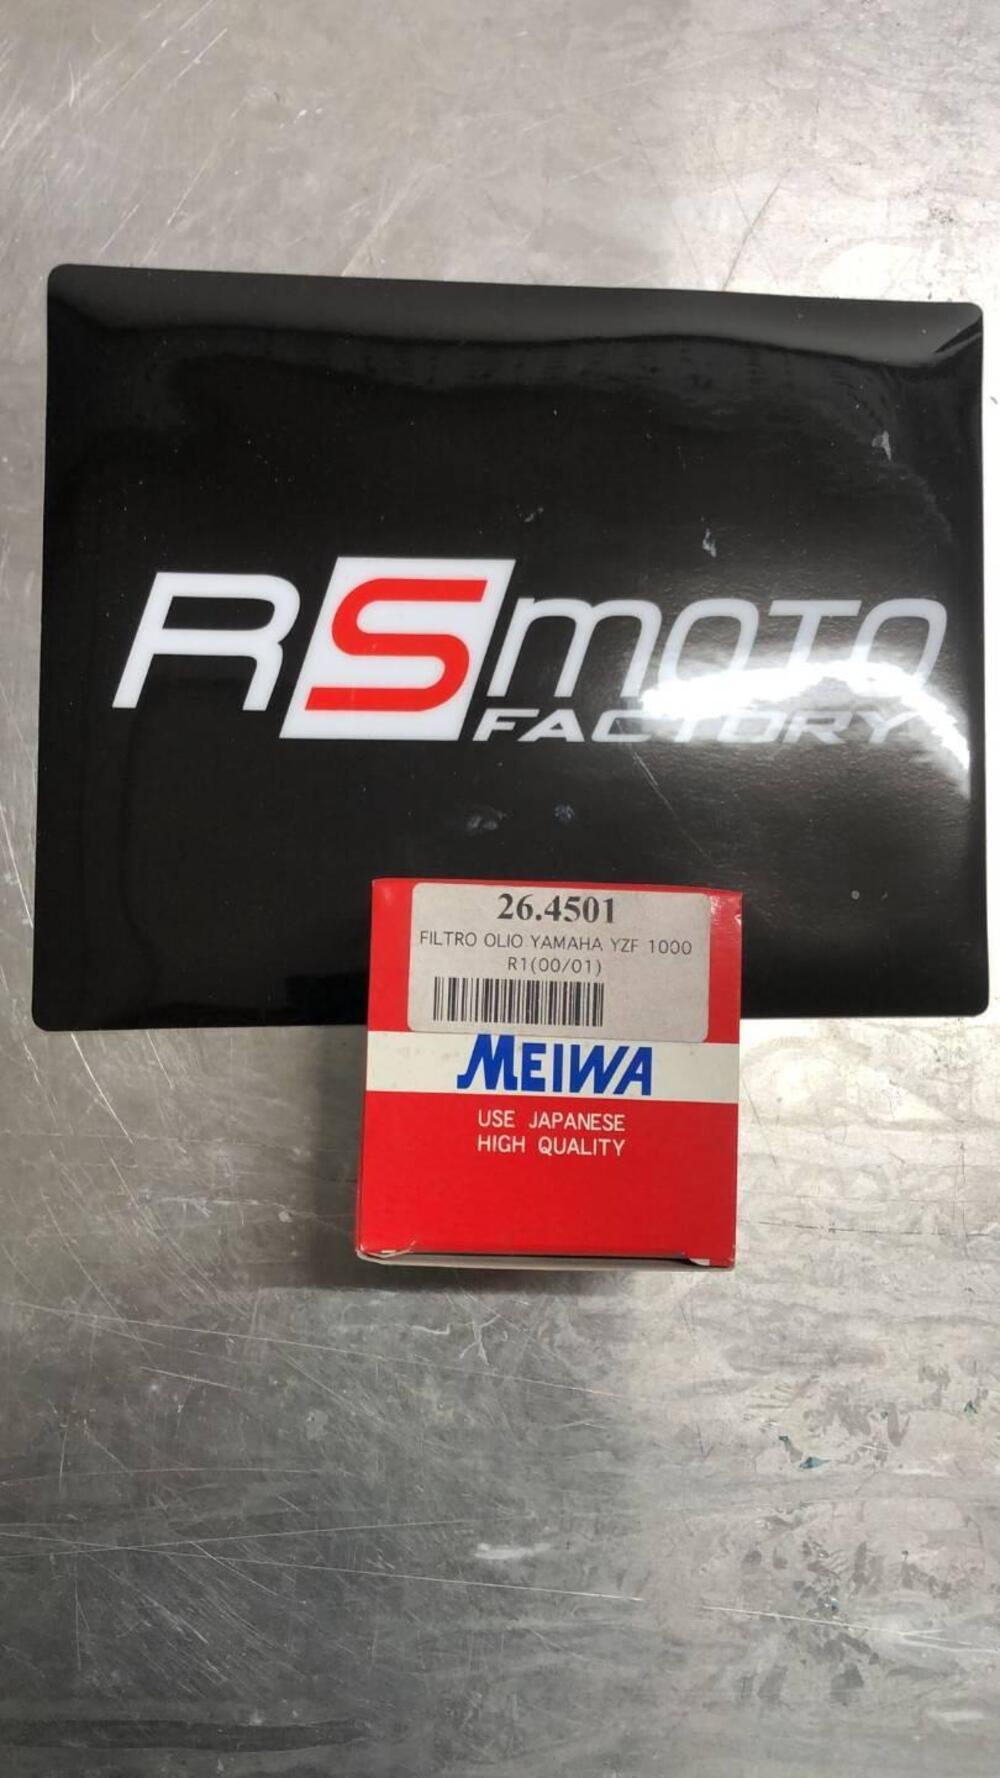 RSmoto
FACTORY
26.4501
FILTRO OLIO YAMAHA YZF 1000
R1(00/01)
MEIWA
USE JAPANESE
HIGH QUALITY